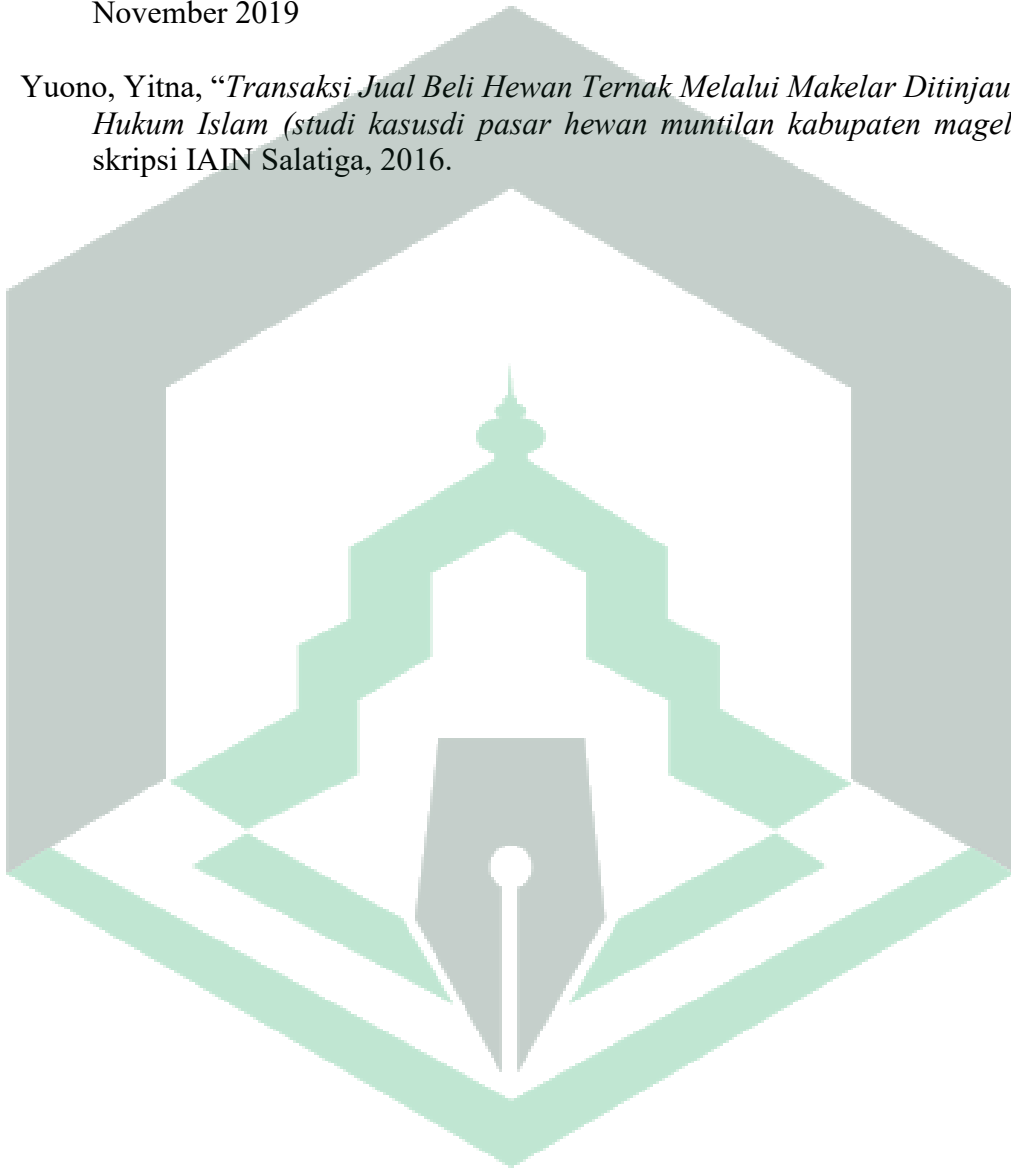 November 2019
Yuono, Yitna, “Transaksi Jual Beli Hewan Ternak Melalui Makelar Ditinjau
Hukum Islam (studi kasusdi pasar hewan muntilan kabupaten magel
skripsi IAIN Salatiga, 2016.